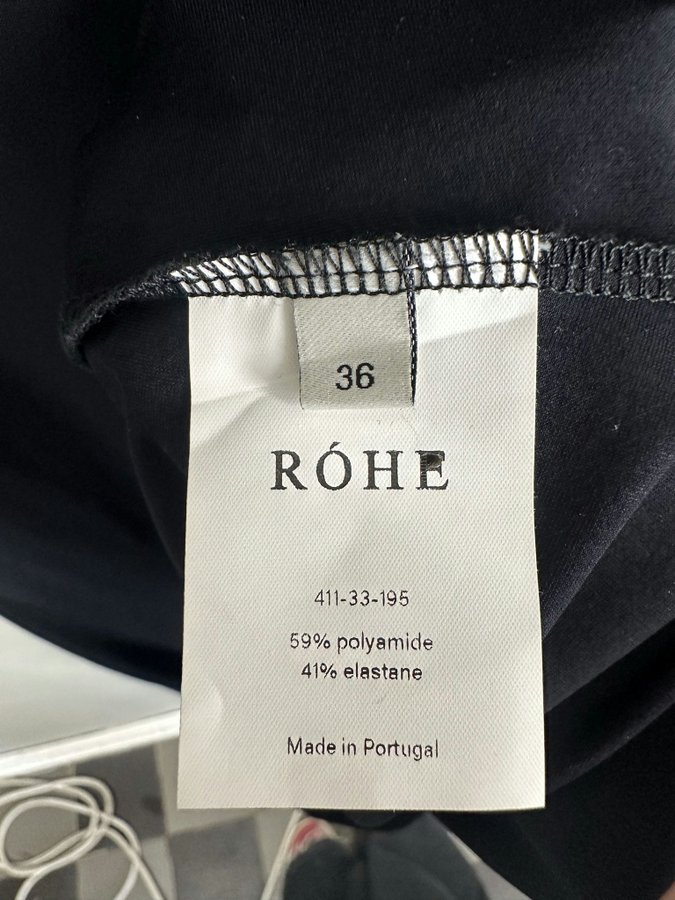 36
RÓHE
411-33-195
59% polyamide
41% elastane
Made in Portugal